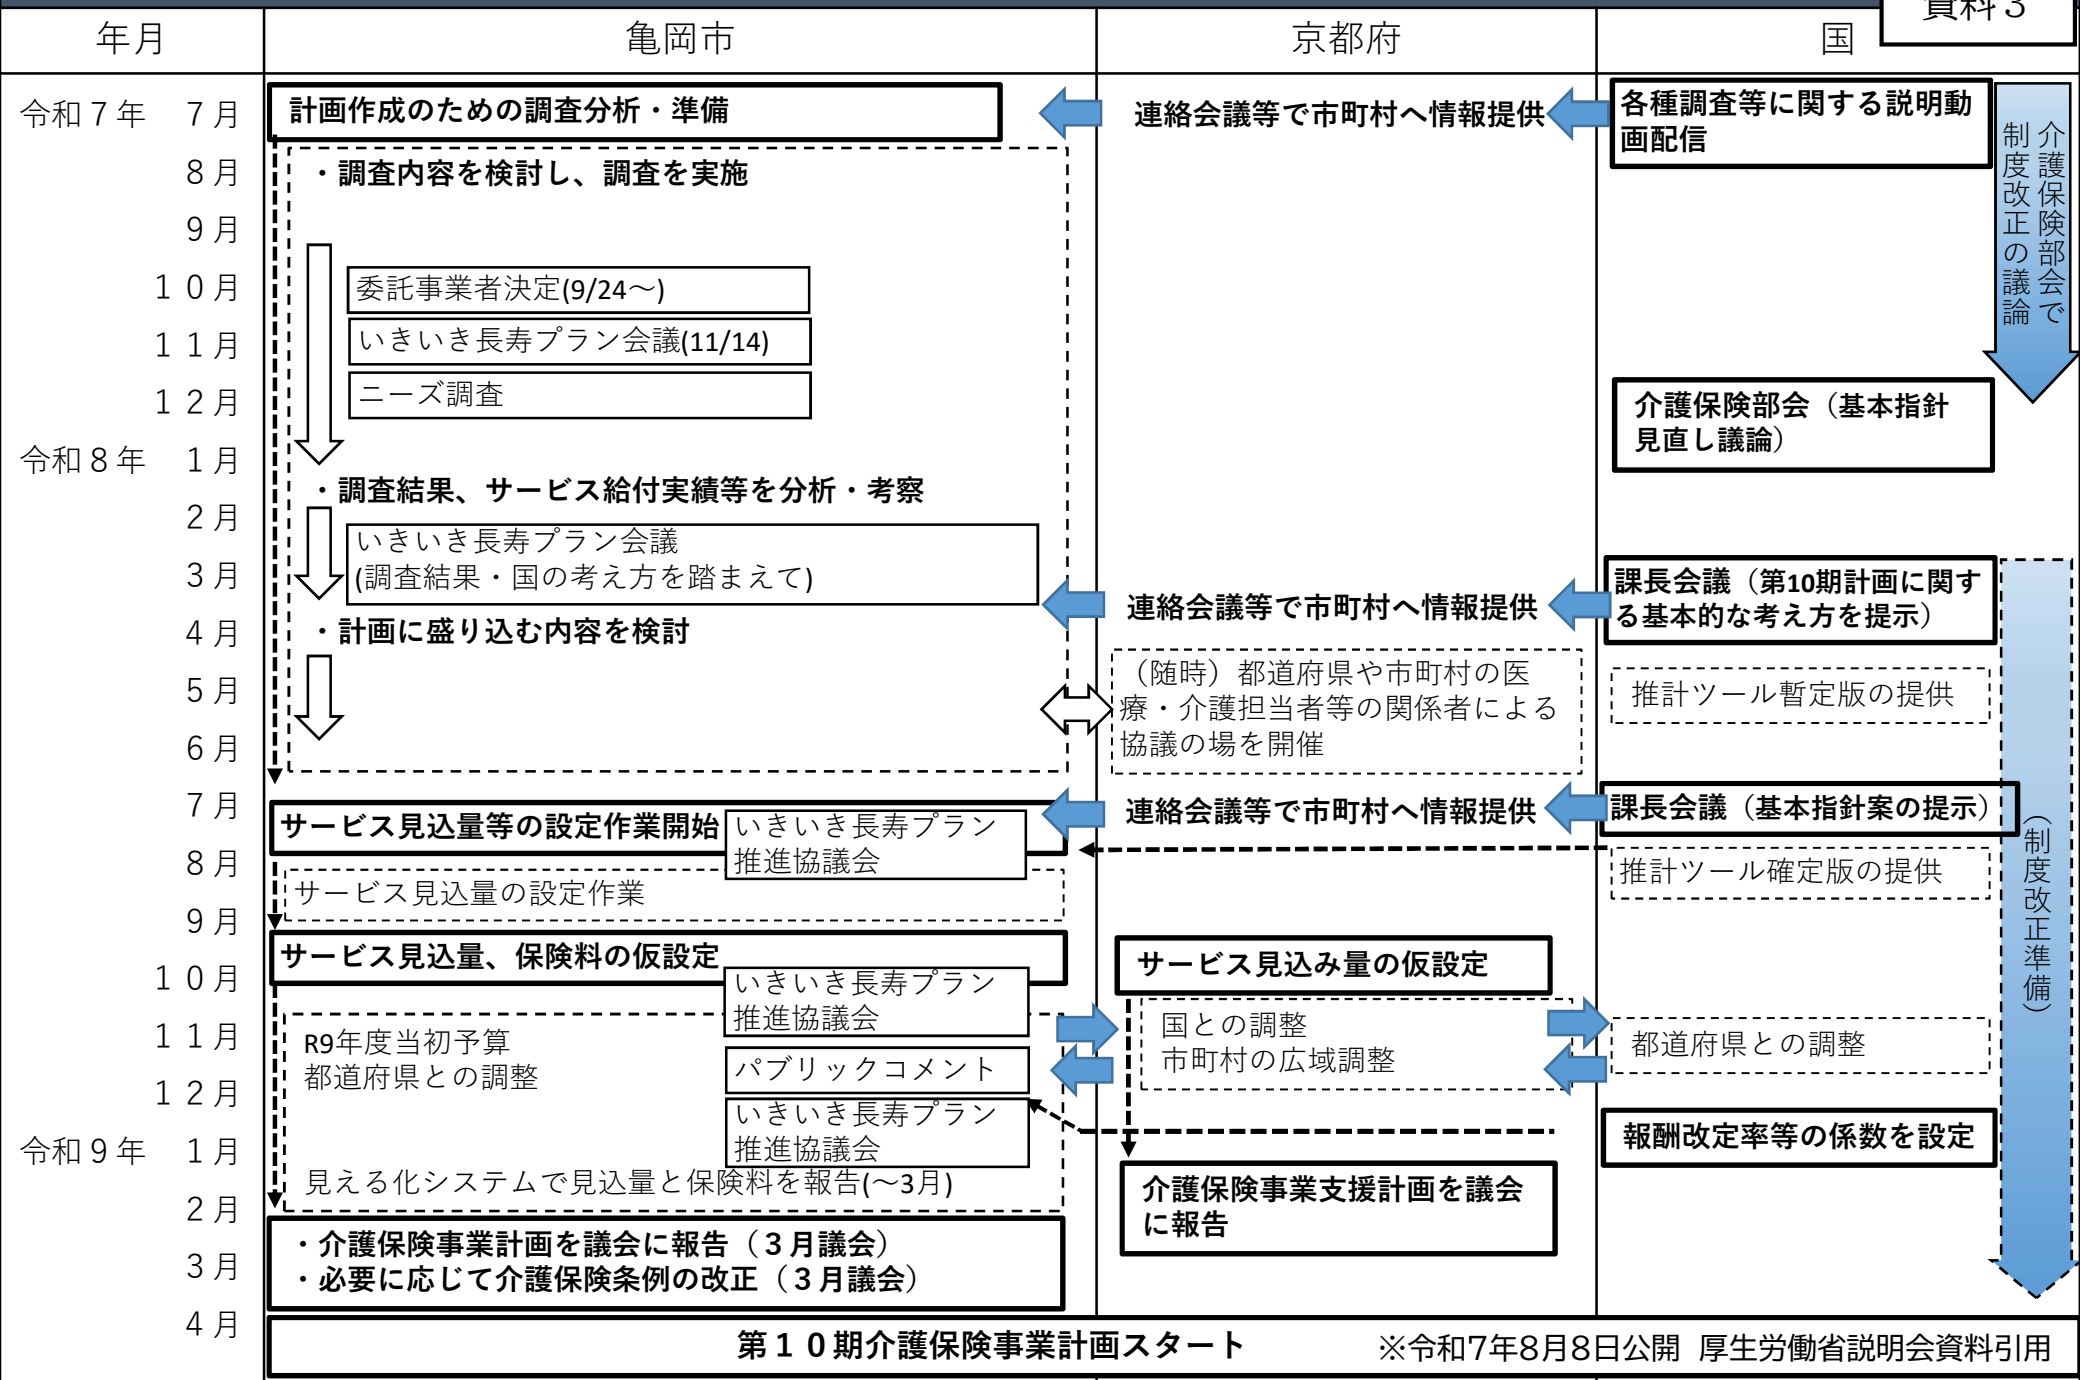 資料３
年月
亀岡市
京都府
国
令和７年　７月
８月
９月
１０月
１１月
１２月
令和８年　１月
２月
３月
４月
５月
６月
７月
８月
９月
１０月
１１月
１２月
令和９年　１月
２月
３月
４月
計画作成のための調査分析・準備
・調査内容を検討し、調査を実施
委託事業者決定(9/24～)
いきいき長寿プラン会議(11/14)
ニーズ調査
・調査結果、サービス給付実績等を分析・考察
いきいき長寿プラン会議
(調査結果・国の考え方を踏まえて)
・計画に盛り込む内容を検討
サービス見込量等の設定作業開始
いきいき長寿プラン
推進協議会
サービス見込量の設定作業
サービス見込量、保険料の仮設定
いきいき長寿プラン
推進協議会
R9年度当初予算
都道府県との調整
パブリックコメント
いきいき長寿プラン
推進協議会
見える化システムで見込量と保険料を報告(～3月)
・介護保険事業計画を議会に報告（３月議会）
・必要に応じて介護保険条例の改正（３月議会）
連絡会議等で市町村へ情報提供
連絡会議等で市町村へ情報提供
（随時）都道府県や市町村の医
療・介護担当者等の関係者による
協議の場を開催
連絡会議等で市町村へ情報提供
サービス見込み量の仮設定
国との調整
市町村の広域調整
介護保険事業支援計画を議会
に報告
各種調査等に関する説明動
画配信
介護保険部会で
制度改正の議論
介護保険部会（基本指針
見直し議論）
課長会議（第10期計画に関す
る基本的な考え方を提示）
推計ツール暫定版の提供
課長会議（基本指針案の提示）
推計ツール確定版の提供
（制度改正準備）
都道府県との調整
報酬改定率等の係数を設定
第１０期介護保険事業計画スタート
※令和7年8月8日公開 厚生労働省説明会資料引用